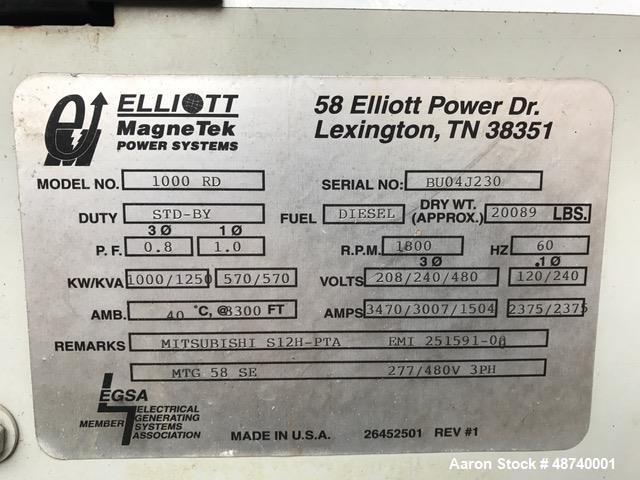 ELLIOTT
MagneTek
POWER SYSTEMS
58 Elliott Power Dr.
Lexington, TN 38351
MODEL NO. 1000 RD SERIAL NO: BU04J230
DUTY STD-BY FUEL DIESEL DRY WT. (APPROX.) 20089 LBS.
3Ø 1Ø
P. F. 0.8 1.0 R.P.M. 1800 HZ 60
3Ø .1Ø
KW/KVA 1000/1250 570/570 VOLTS 208/240/480 120/240
AMB. 40 °C, @3300 FT AMPS 3470/3007/1504 2375/2375
REMARKS MITSUBISHI S12H-PTA EMI
MTG 58 SE 277/480V 3PH
EGSA
MEMBER
ELECTRICAL
GENERATING
SYSTEMS
ASSOCIATION
MADE IN U.S.A. 26452501 REV #1
Aaron Stock # 48740001